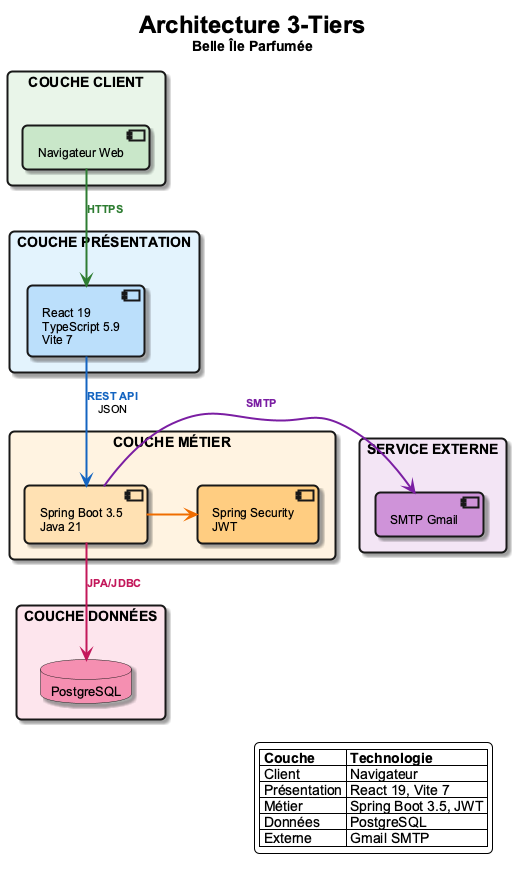 Architecture 3-Tiers
Belle Île Parfumée
COUCHE CLIENT
Navigateur Web
HTTPS
COUCHE PRÉSENTATION
React 19
TypeScript 5.9
Vite 7
REST API
JSON
SMTP
COUCHE MÉTIER
Spring Boot 3.5
Java 21
Spring Security
JWT
SERVICE EXTERNE
SMTP Gmail
JPA/JDBC
COUCHE DONNÉES
PostgreSQL
Couche Technologie
Client Navigateur
Présentation React 19, Vite 7
Métier Spring Boot 3.5, JWT
Données PostgreSQL
Externe Gmail SMTP